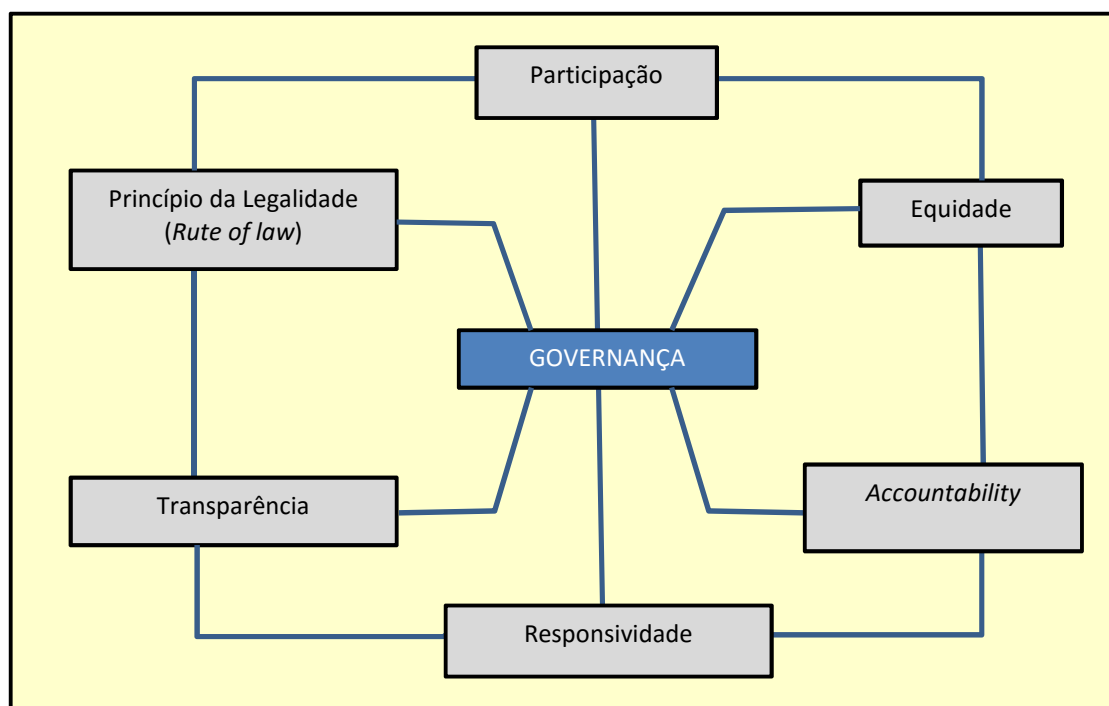 Participação
Princípio da Legalidade
(Rute of law)
Equidade
GOVERNANÇA
Transparência
Accountability
Responsividade